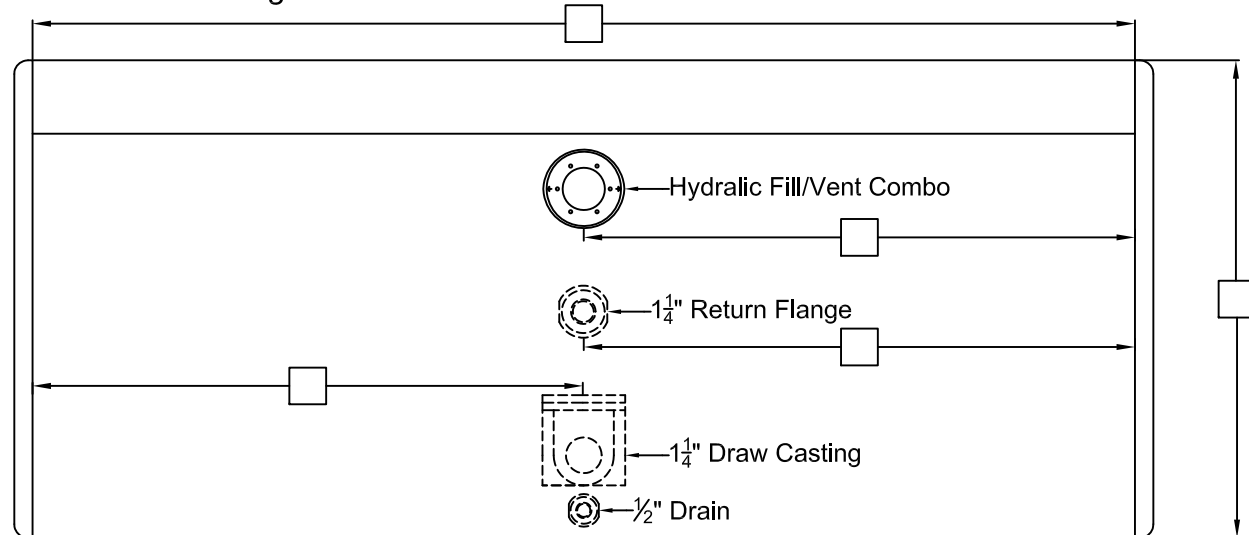 Hydralic Fill/Vent Combo
1¼" Return Flange
1¼" Draw Casting
½" Drain